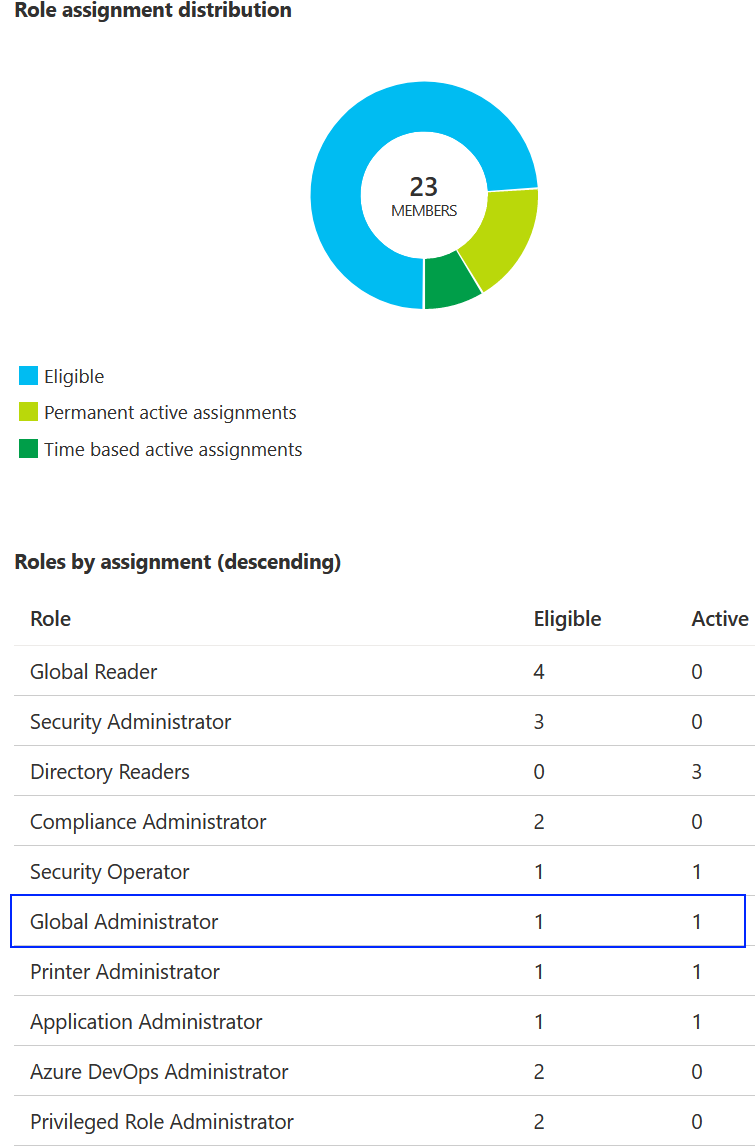 Role assignment distribution
23
MEMBERS
Eligible
Permanent active assignments
Time based active assignments
Roles by assignment (descending)
Role Eligible Active
Global Reader 4 0
Security Administrator 3 0
Directory Readers 0 3
Compliance Administrator 2 0
Security Operator 1 1
Global Administrator 1 1
Printer Administrator 1 1
Application Administrator 1 1
Azure DevOps Administrator 2 0
Privileged Role Administrator 2 0